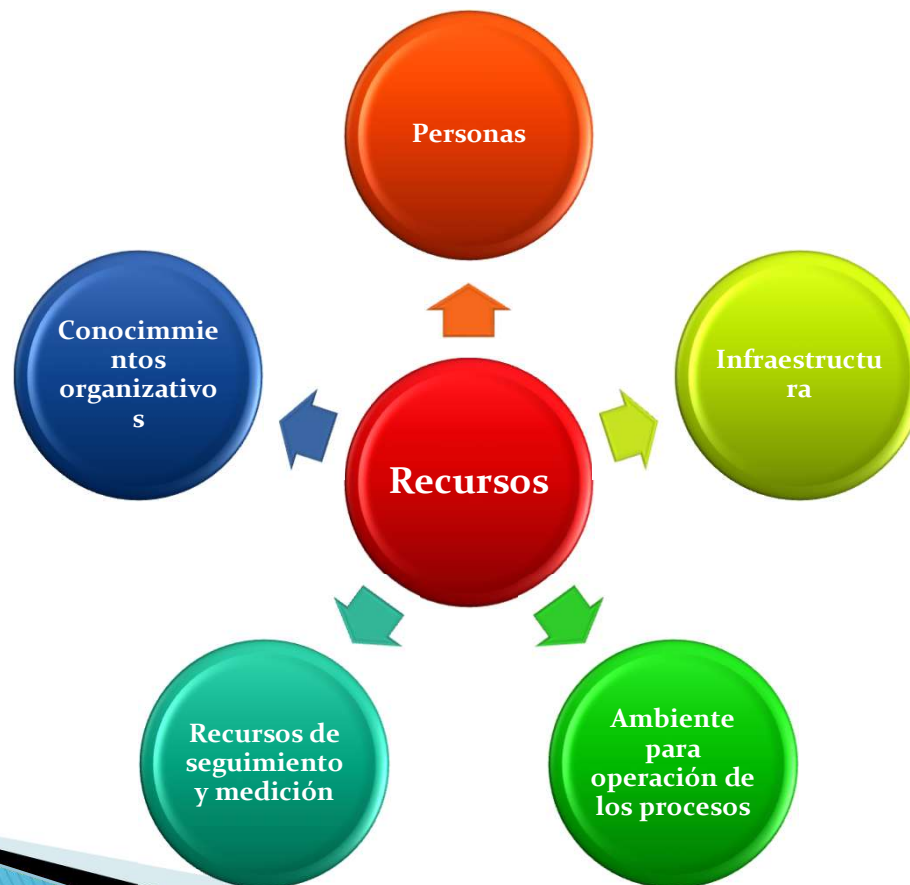 Personas
Conocimmie
ntos
organizativo
s
Infraestructu
ra
Recursos
Recursos de
seguimiento
y medición
Ambiente
para
operación de
los procesos